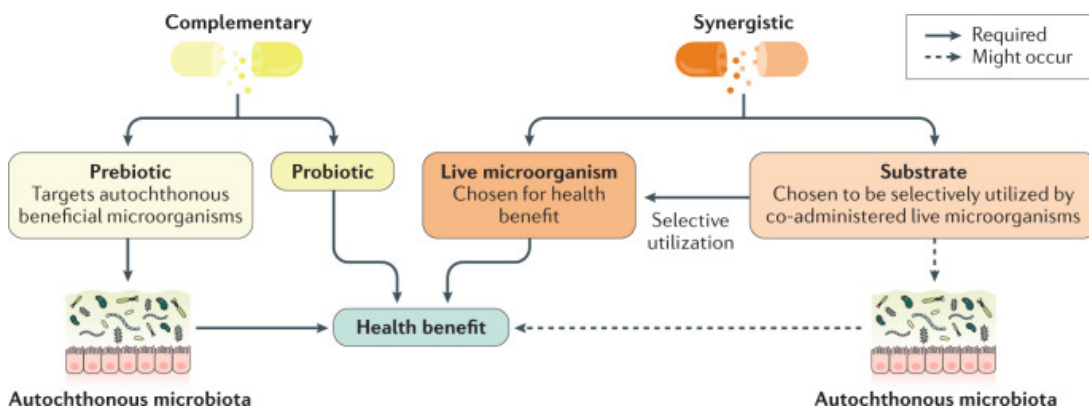 Complementary
Synergistic
Required
Might occur
Prebiotic
Targets autochthonous
beneficial microorganisms
Probiotic
Live microorganism
Chosen for health
benefit
Selective
utilization
Substrate
Chosen to be selectively utilized by
co-administered live microorganisms
Health benefit
Autochthonous microbiota
Autochthonous microbiota